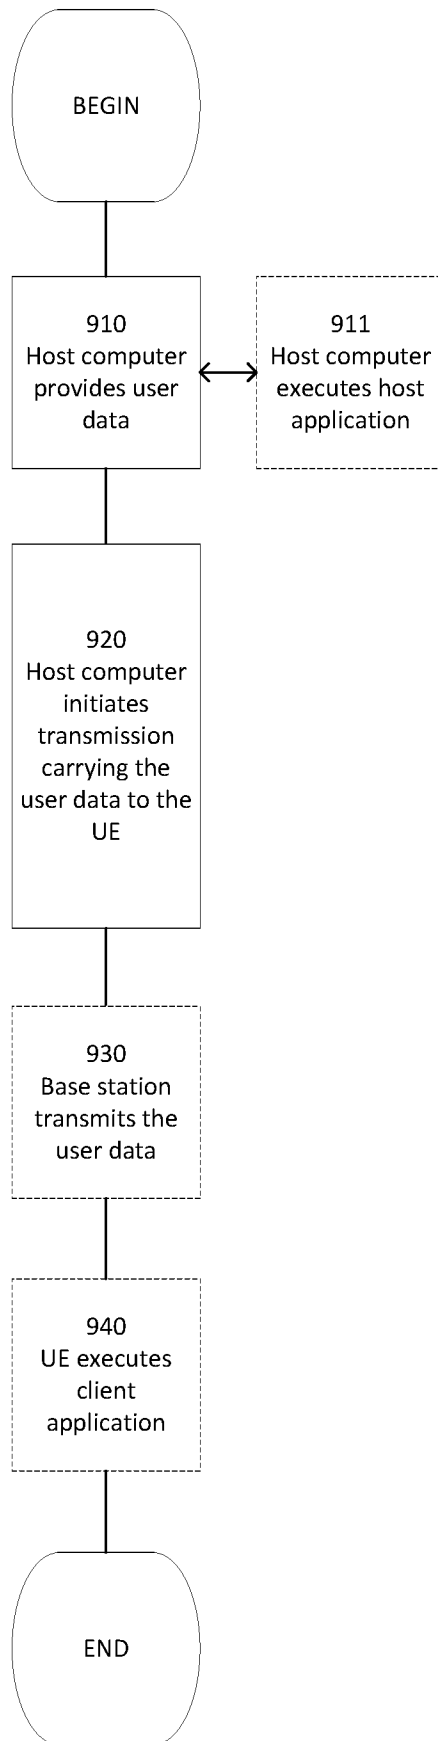 BEGIN
910
Host computer
provides user
data
911
Host computer
executes host
application
920
Host computer
initiates
transmission
carrying the
user data to the
UE
930
Base station
transmits the
user data
940
UE executes
client
application
END